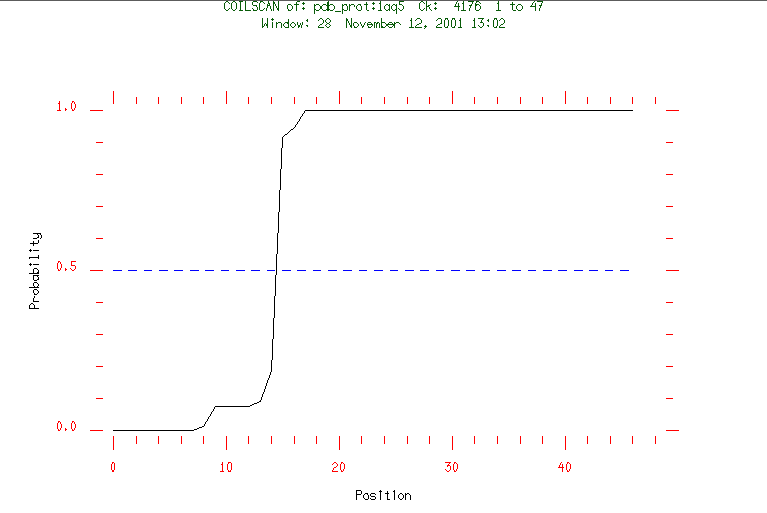 COILSCAN of: pdb_prot:1aq5  Ck:  4176  1 to 47
Window: 28  November 12, 2001 13:02
1.0
0.5
0.0
Probability
0 10 20 30 40
Position